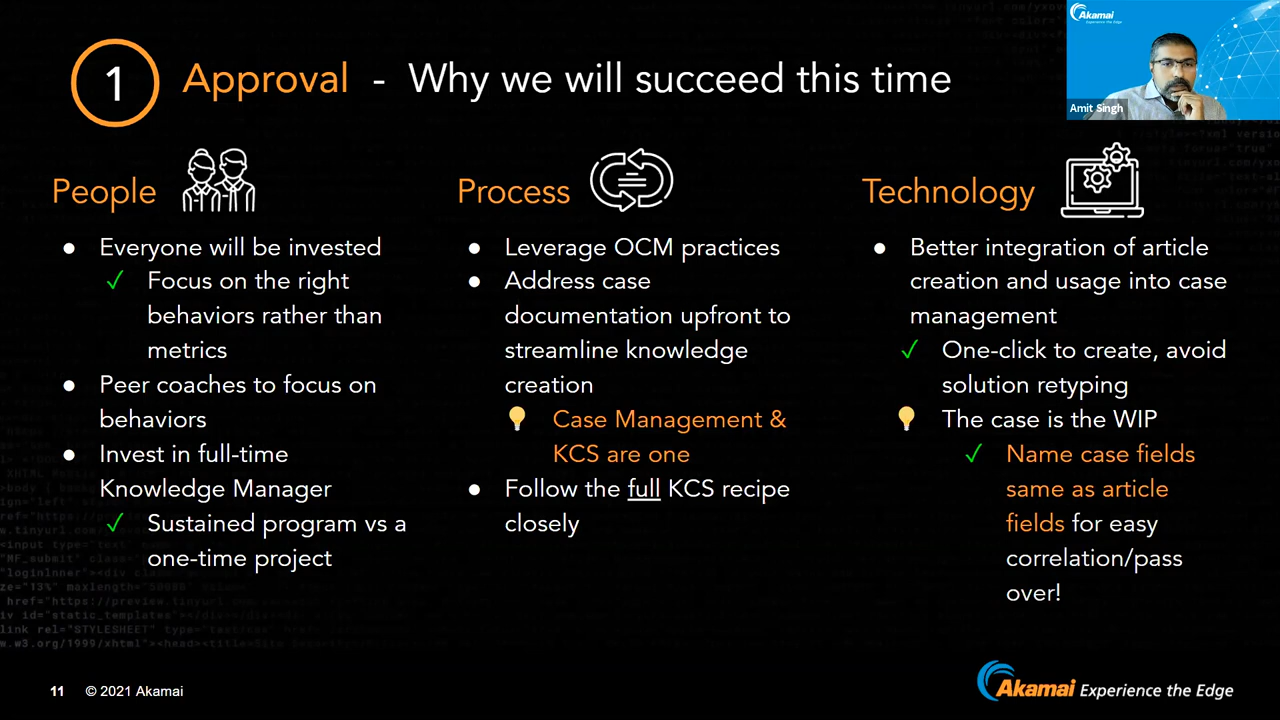 Akamai
Experience the Edge
Amit Singh
1
Approval - Why we will succeed this time
People
● Everyone will be invested
✓ Focus on the right
behaviors rather than
metrics
● Peer coaches to focus on
behaviors
● Invest in full-time
Knowledge Manager
✓ Sustained program vs a
one-time project
Process
● Leverage OCM practices
● Address case
documentation upfront to
streamline knowledge
creation
Case Management &
KCS are one
● Follow the full KCS recipe
closely
Technology
● Better integration of article
creation and usage into case
management
✓ One-click to create, avoid
solution retyping
The case is the WIP
✓ Name case fields
same as article
fields for easy
correlation/pass
over!
11 © 2021 Akamai
Akamai Experience the Edge